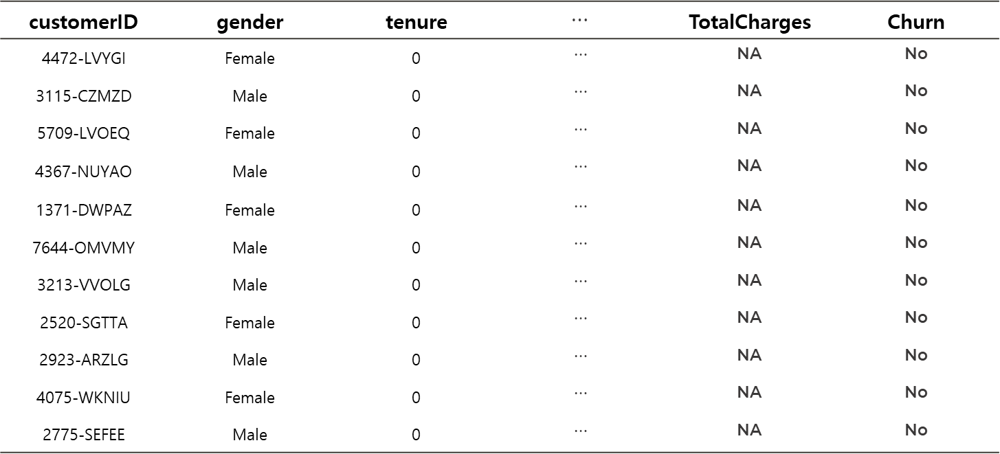 customerID gender tenure ... TotalCharges Churn
4472-LVYGI Female 0 ... NA No
3115-CZMZD Male 0 ... NA No
5709-LVOEQ Female 0 ... NA No
4367-NUYAO Male 0 ... NA No
1371-DWPAZ Female 0 ... NA No
7644-OMVMY Male 0 ... NA No
3213-VVOLG Male 0 ... NA No
2520-SGTTA Female 0 ... NA No
2923-ARZLG Male 0 ... NA No
4075-WKNIU Female 0 ... NA No
2775-SEFEE Male 0 ... NA No